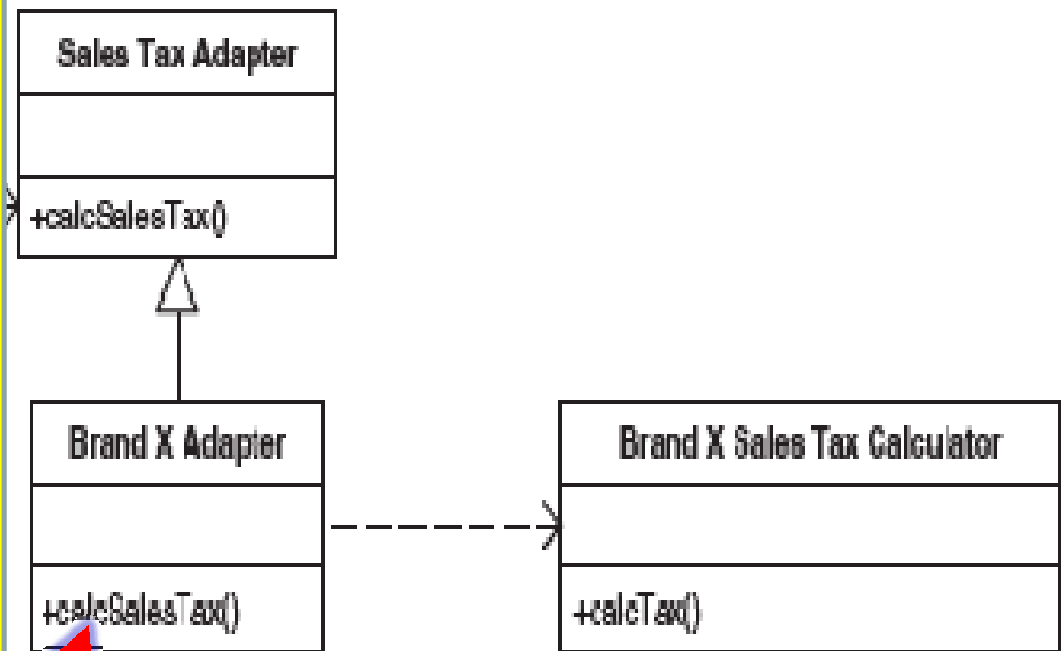 Sales Tax Adapter
+calcSalesTax()
Brand X Adapter
+calcSalesTax()
Brand X Sales Tax Calculator
+calcTax()